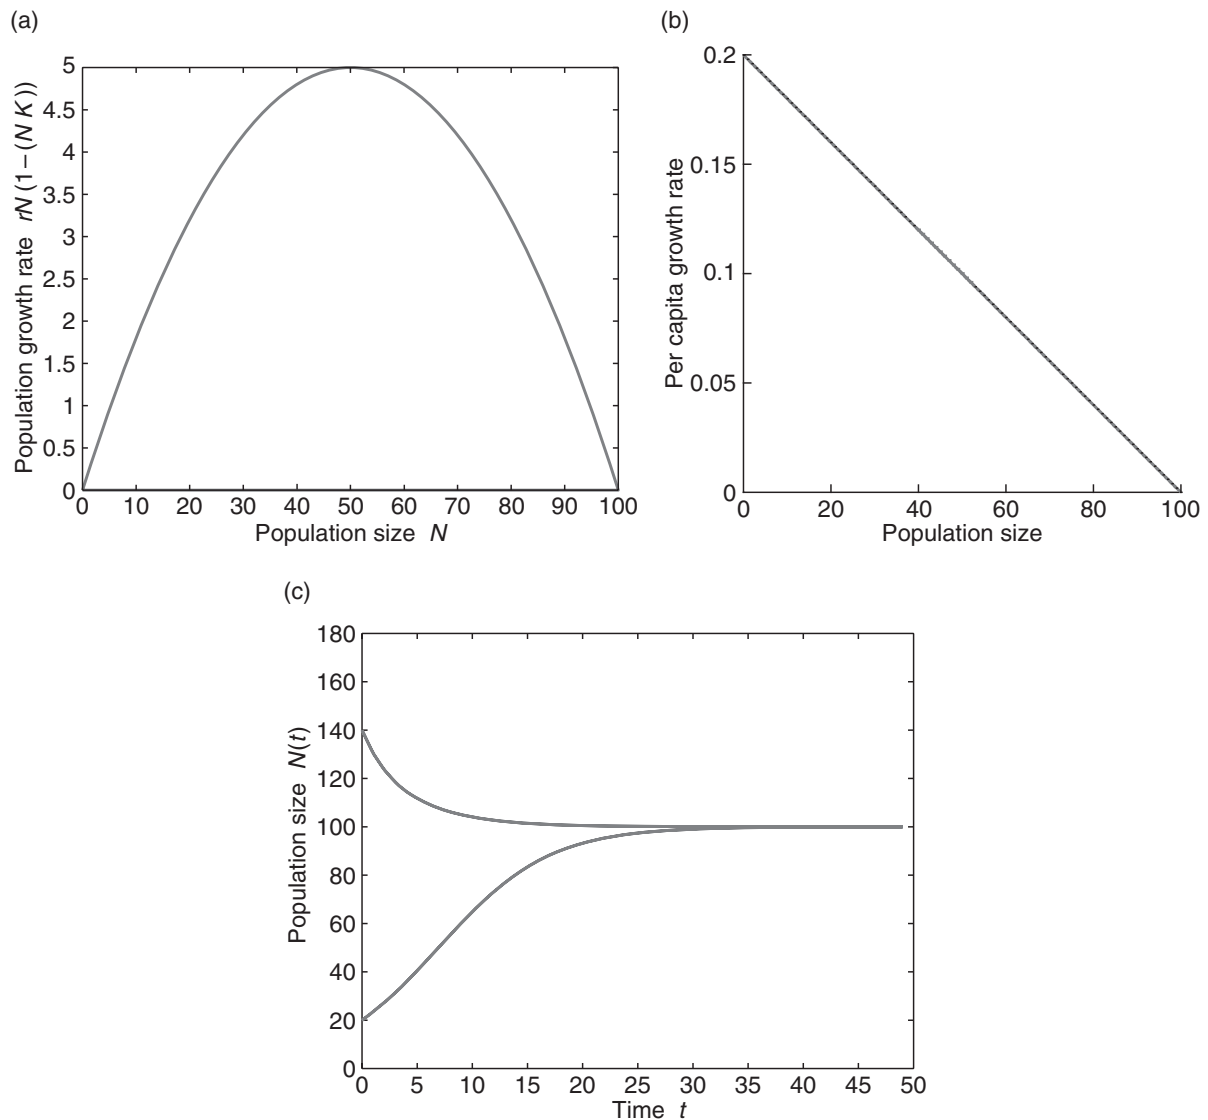 (a)
Population growth rate rN (1 – (N K ))
5
4.5
4
3.5
3
2.5
2
1.5
1
0.5
0
0 10 20 30 40 50 60 70 80 90 100
Population size N
(b)
Per capita growth rate
0.2
0.15
0.1
0.05
0
0 20 40 60 80 100
Population size
(c)
Population size N(t)
180
160
140
120
100
80
60
40
20
0
0 5 10 15 20 25 30 35 40 45 50
Time t